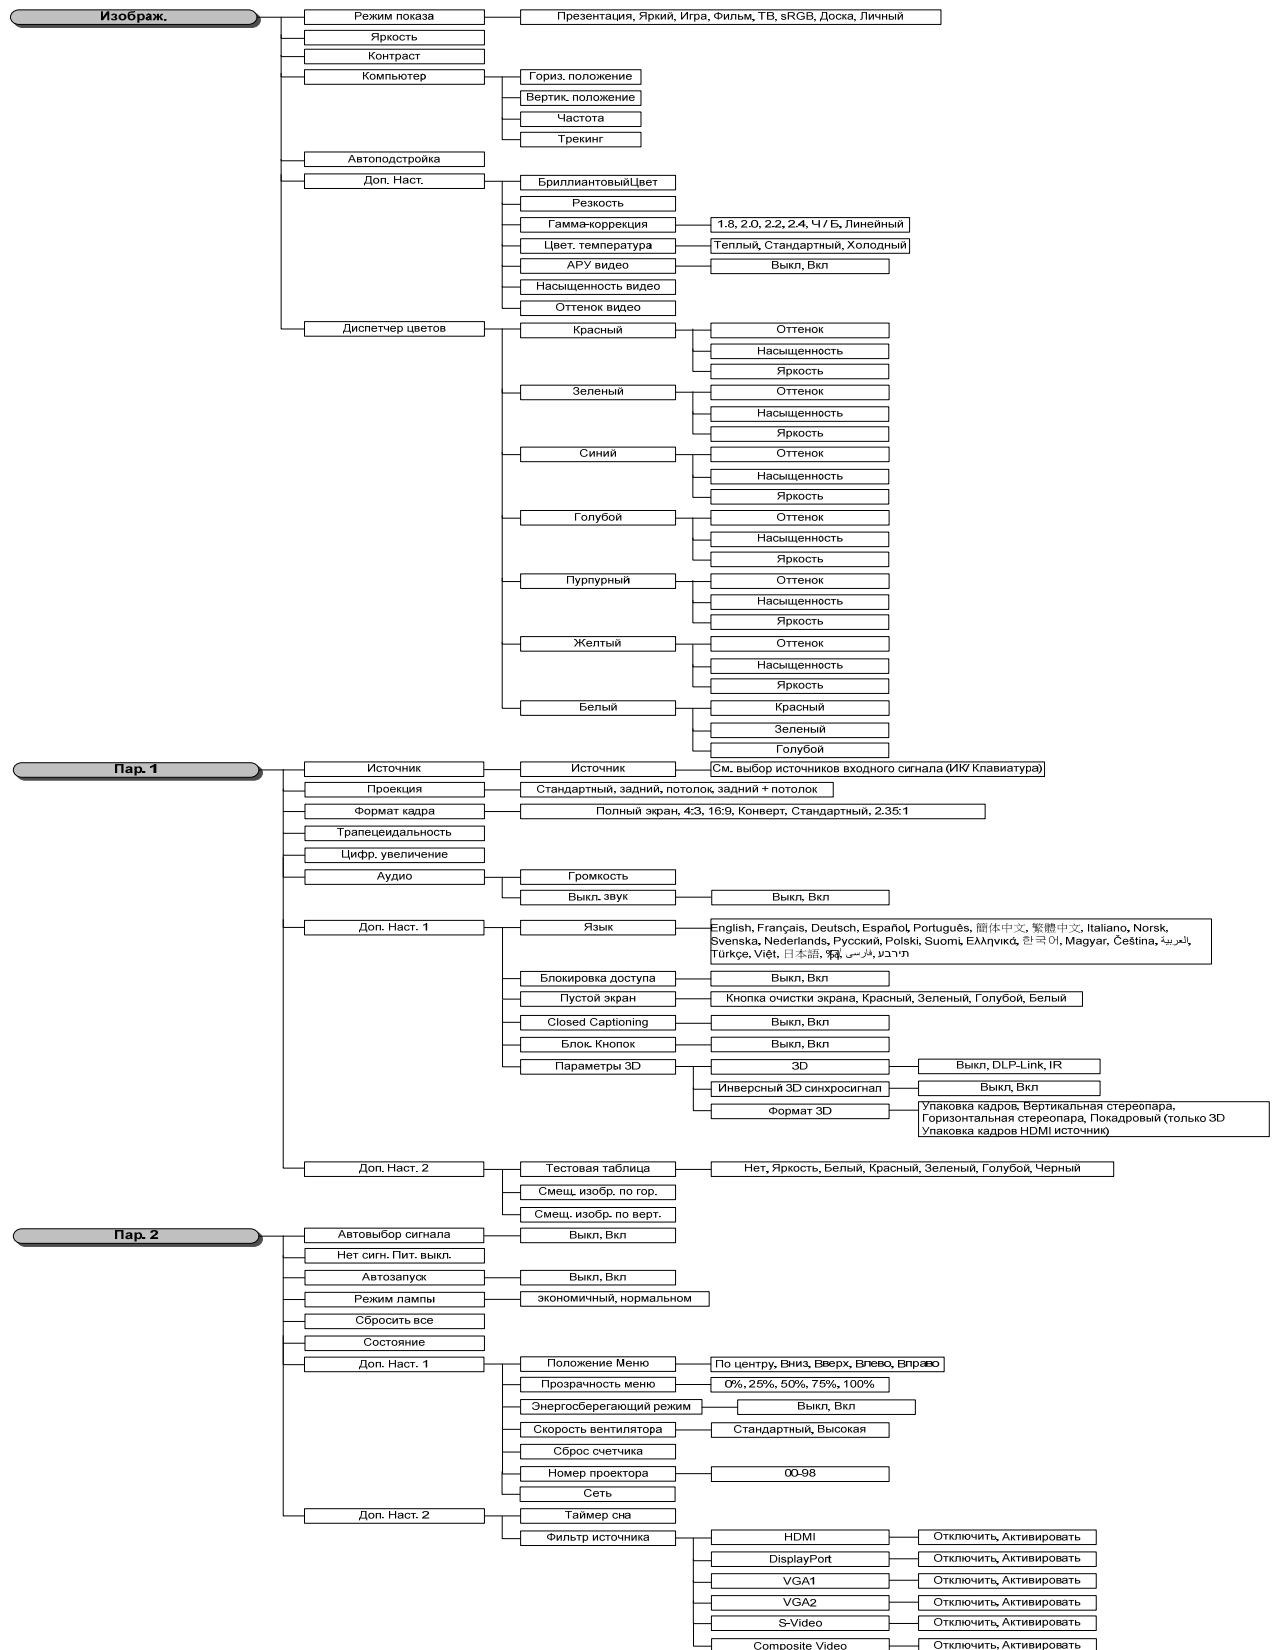 Изображ.
Режим показа
Презентация, Яркий, Игра, Фильм, ТВ, sRGB, Доска, Личный
Яркость
Контраст
Компьютер
Гориз. положение
Вертик. положение
Частота
Трекинг
Автоподстройка
Доп. Наст.
БриллиантовыйЦвет
Резкость
Гамма-коррекция
1.8, 2.0, 2.2, 2.4, Ч / Б, Линейный
Цвет. температура
Теплый, Стандартный, Холодный
АРУ видео
Выкл, Вкл
Насыщенность видео
Оттенок видео
Диспетчер цветов
Красный
Оттенок
Насыщенность
Яркость
Зеленый
Оттенок
Насыщенность
Яркость
Синий
Оттенок
Насыщенность
Яркость
Голубой
Оттенок
Насыщенность
Яркость
Пурпурный
Оттенок
Насыщенность
Яркость
Желтый
Оттенок
Насыщенность
Яркость
Белый
Красный
Зеленый
Голубой
Пар. 1
Источник
Источник
См. выбор источников входного сигнала (ИК/ Клавиатура)
Проекция
Стандартный, задний, потолок, задний + потолок
Формат кадра
Полный экран, 4:3, 16:9, Конверт, Стандартный, 2.35:1
Трапецеидальность
Цифр. увеличение
Аудио
Громкость
Выкл. звук
Выкл, Вкл
Доп. Наст. 1
Язык
English, Français, Deutsch, Español, Português, 簡体中文, 繁體中文, Italiano, Norsk,
Svenska, Nederlands, Русский, Polski, Suomi, Ελληνικά, 한국어, Magyar, Čeština, العربية,
Türkçe, Việt, 日本語, فارسی, תירבע
Блокировка доступа
Выкл, Вкл
Пустой экран
Кнопка очистки экрана, Красный, Зеленый, Голубой, Белый
Closed Captioning
Выкл, Вкл
Блок. Кнопок
Выкл, Вкл
Параметры 3D
3D
Выкл, DLP-Link, IR
Инверсный 3D синхросигнал
Выкл, Вкл
Формат 3D
Упаковка кадров, Вертикальная стереопара,
Горизонтальная стереопара, Покадровый (только 3D
Упаковка кадров HDMI источник)
Доп. Наст. 2
Тестовая таблица
Нет, Яркость, Белый, Красный, Зеленый, Голубой, Черный
Смещ. изобр. по гор.
Смещ. изобр. по верт.
Пар. 2
Автовыбор сигнала
Выкл, Вкл
Нет сигн. Пит. выкл.
Автозапуск
Выкл, Вкл
Режим лампы
экономичный, нормальном
Сбросить все
Состояние
Доп. Наст. 1
Положение Меню
По центру, Вниз, Вверх, Влево, Вправо
Прозрачность меню
0%, 25%, 50%, 75%, 100%
Энергосберегающий режим
Выкл, Вкл
Скорость вентилятора
Стандартный, Высокая
Сброс счетчика
Номер проектора
00-98
Сеть
Доп. Наст. 2
Таймер сна
Фильтр источника
HDMI
Отключить, Активировать
DisplayPort
Отключить, Активировать
VGA1
Отключить, Активировать
VGA2
Отключить, Активировать
S-Video
Отключить, Активировать
Composite Video
Отключить, Активировать